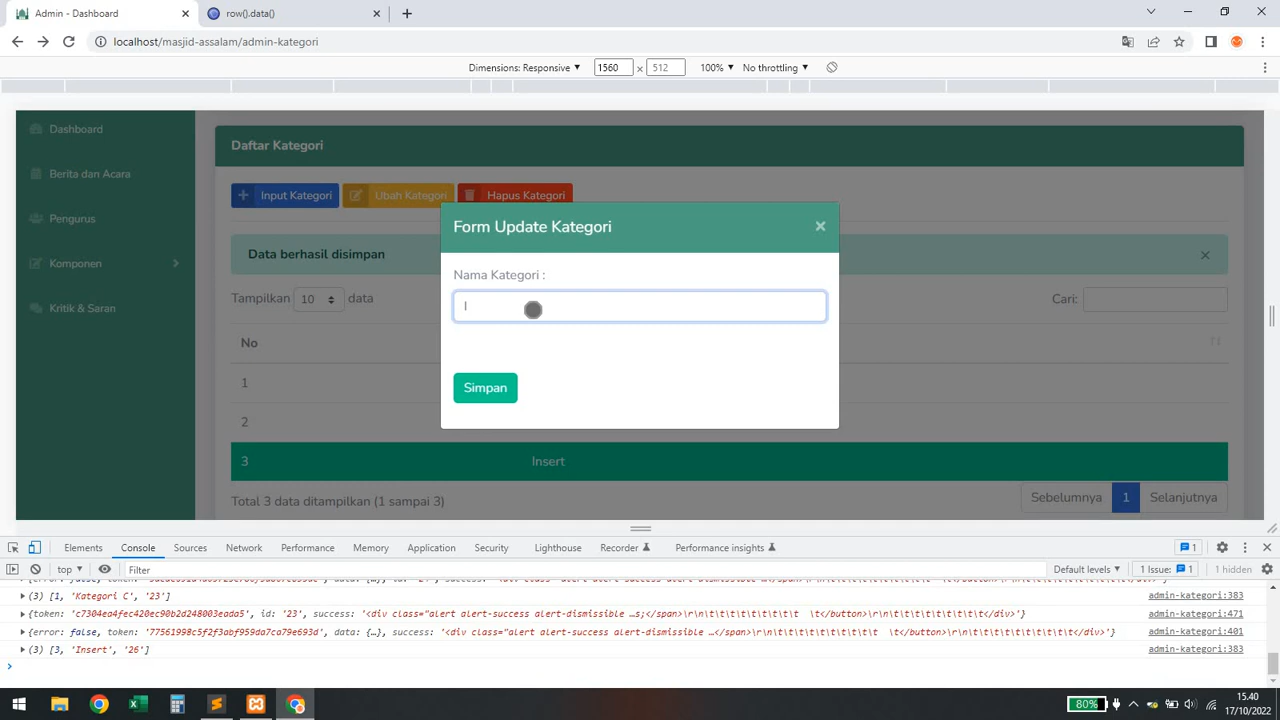 Admin - Dashboard
row().data()
localhost/masjid-assalam/admin-kategori
Dimensions: Responsive 1560 × 512 100% No throttling
Dashboard
Berita dan Acara
Pengurus
Komponen
Kritik & Saran
Daftar Kategori
Input Kategori Ubah Kategori Hapus Kategori
Data berhasil disimpan ×
Tampilkan 10 data Cari:
No
1
2
3 Insert
Total 3 data ditampilkan (1 sampai 3) Sebelumnya 1 Selanjutnya
Form Update Kategori ×
Nama Kategori :
Simpan
Elements Console Sources Network Performance Memory Application Security Lighthouse Recorder Performance insights 1
top Filter Default levels 1 Issue: 1 1 hidden
(3) [1, 'Kategori C', '23'] admin-kategori:383
{token: 'c7304ed4fec420ec90b2d248003eada5', id: '23', success: '<div class="alert alert-success alert-dismissible …s;</span>\r\n\t\t\t\t\t\t\t\t\t \t</button>\r\n\t\t\t\t\t\t\t\t\t</div>'} admin-kategori:471
{error: false, token: '77561998c5f2f3abf959da7ca79e693d', data: {…}, success: '<div class="alert alert-success alert-dismissible …</span>\r\n\t\t\t\t\t\t\t\t\t \t</button>\r\n\t\t\t\t\t\t\t\t\t</div>'} admin-kategori:401
(3) [3, 'Insert', '26'] admin-kategori:383
80%
15.40
17/10/2022